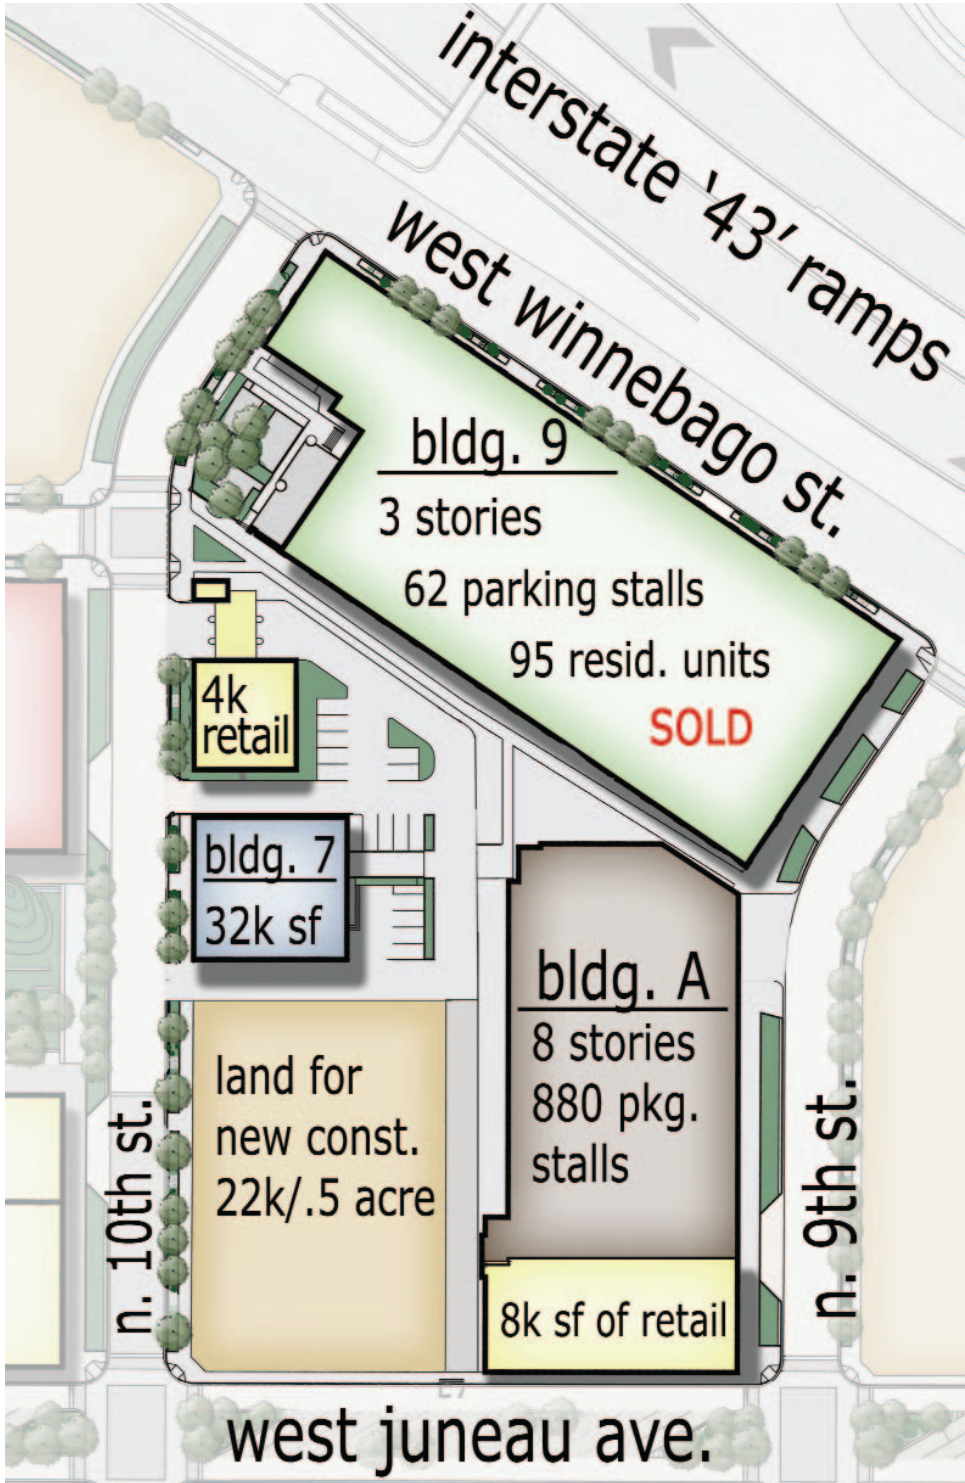 interstate ‘43’ ramps
west winnebago st.
bldg. 9
3 stories
62 parking stalls
95 resid. units
SOLD
4k
retail
bldg. 7
32k sf
bldg. A
8 stories
880 pkg.
stalls
land for
new const.
22k/.5 acre
n. 10th st.
n. 9th st.
8k sf of retail
west juneau ave.